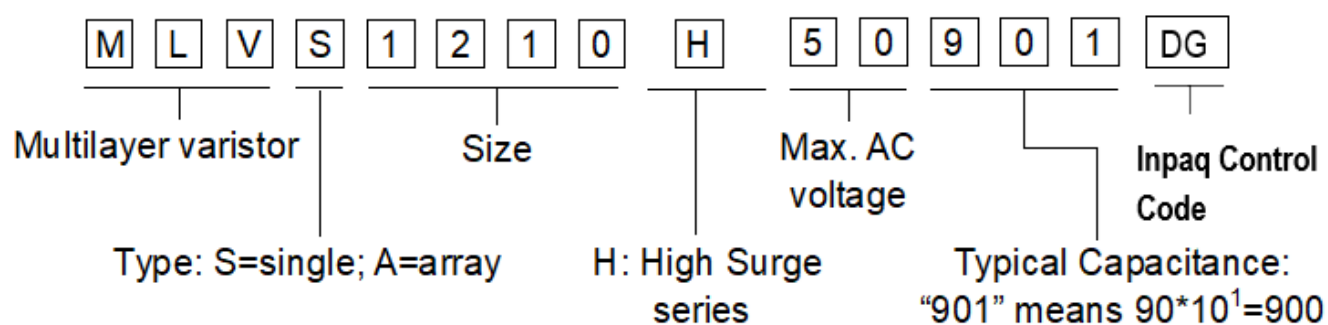 M L V S 1 2 1 0 H 5 0 9 0 1 DG
Multilayer varistor
Size
Max. AC
voltage
Inpaq Control
Code
Type: S=single; A=array
H: High Surge
series
Typical Capacitance:
“901” means 90*10¹=900